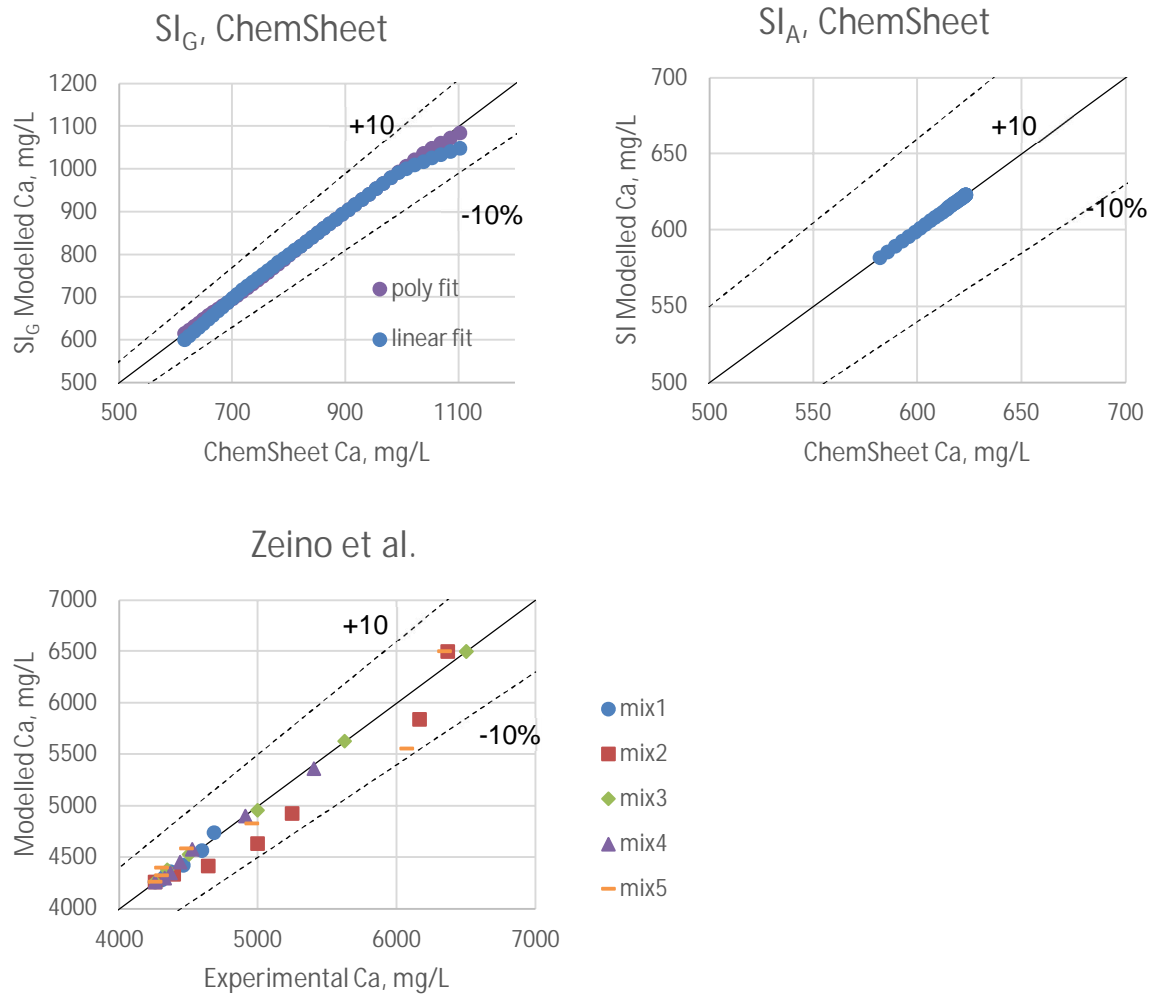 SI_G, ChemSheet
1200
1100
1000
900
800
700
600
500
500 700 900 1100
SI_G Modelled Ca, mg/L
ChemSheet Ca, mg/L
+10
-10%
poly fit
linear fit
SI_A, ChemSheet
700
650
600
550
500
500 550 600 650 700
SI Modelled Ca, mg/L
ChemSheet Ca, mg/L
+10
-10%
Zeino et al.
7000
6500
6000
5500
5000
4500
4000
4000 5000 6000 7000
Modelled Ca, mg/L
Experimental Ca, mg/L
+10
-10%
mix1
mix2
mix3
mix4
mix5